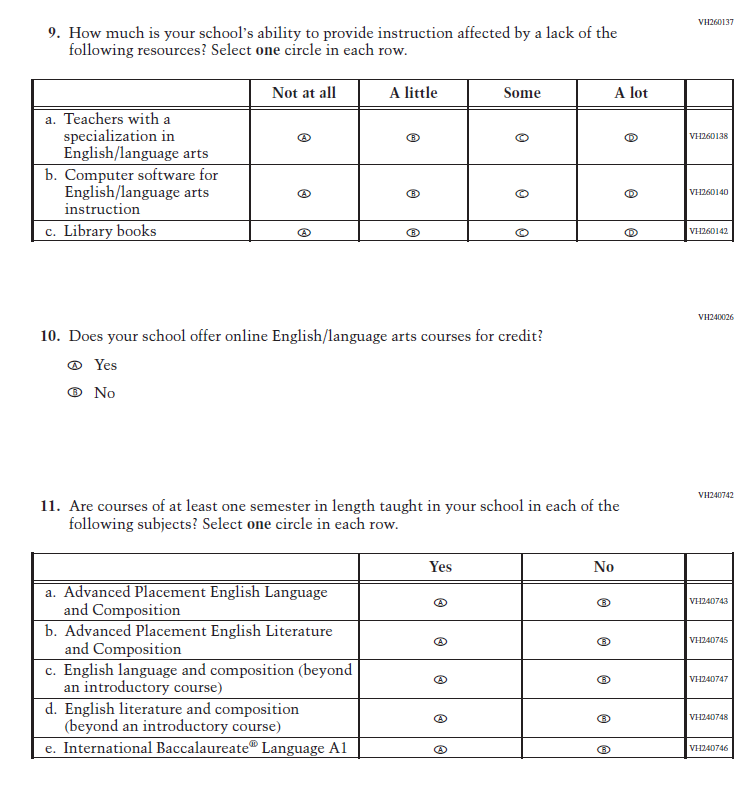 VH260137
9. How much is your school's ability to provide instruction affected by a lack of the
following resources? Select one circle in each row.
Not at all A little Some A lot
a. Teachers with a
specialization in
English/language arts
Ⓐ Ⓑ Ⓒ Ⓓ VH260138
b. Computer software for
English/language arts
instruction
Ⓐ Ⓑ Ⓒ Ⓓ VH260140
c. Library books Ⓐ Ⓑ Ⓒ Ⓓ VH260142
VH240026
10. Does your school offer online English/language arts courses for credit?
Ⓐ Yes
Ⓑ No
VH240742
11. Are courses of at least one semester in length taught in your school in each of the
following subjects? Select one circle in each row.
Yes No
a. Advanced Placement English Language
and Composition
Ⓐ Ⓑ VH240743
b. Advanced Placement English Literature
and Composition
Ⓐ Ⓑ VH240745
c. English language and composition (beyond
an introductory course)
Ⓐ Ⓑ VH240747
d. English literature and composition
(beyond an introductory course)
Ⓐ Ⓑ VH240748
e. International Baccalaureate® Language A1 Ⓐ Ⓑ VH240746